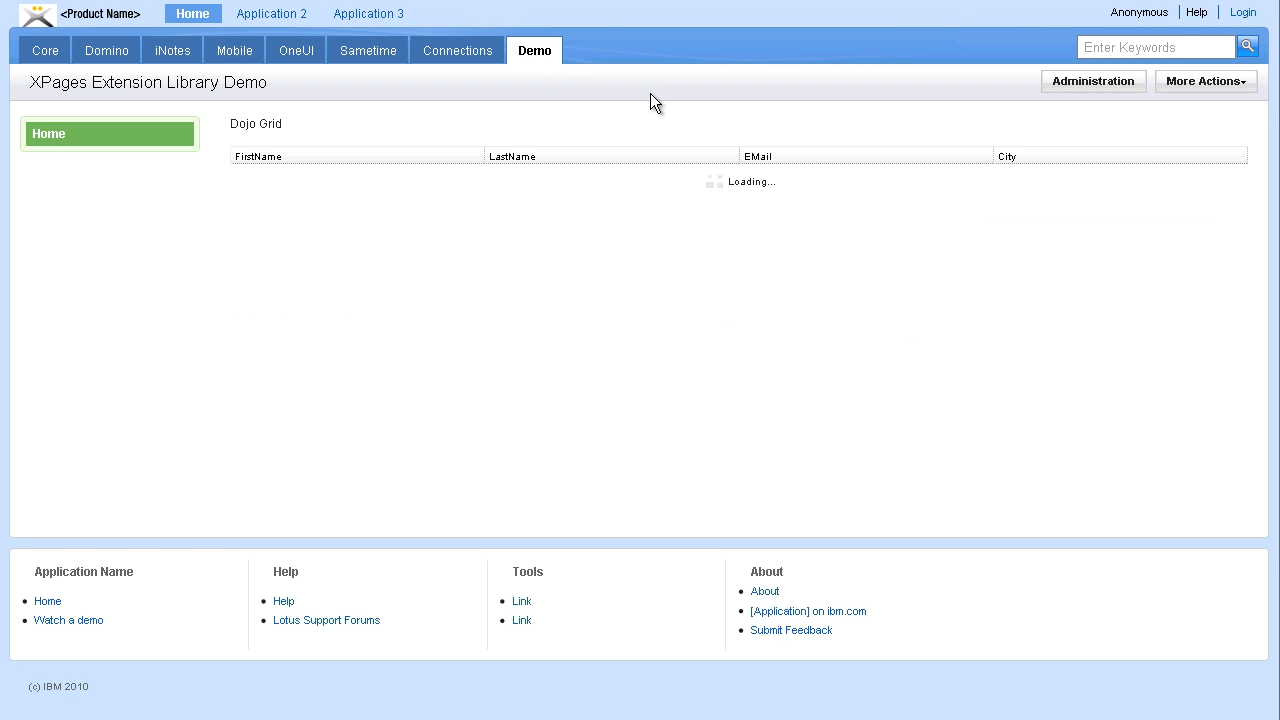 <Product Name> Home Application 2 Application 3 Anonymous Help Login
Core Domino iNotes Mobile OneUI Sametime Connections Demo Enter Keywords
XPages Extension Library Demo Administration More Actions
Home
Dojo Grid
FirstName LastName EMail City
Loading...
Application Name Help Tools About
Home Help Link About
Watch a demo Lotus Support Forums Link [Application] on ibm.com
Submit Feedback
(c) IBM 2010